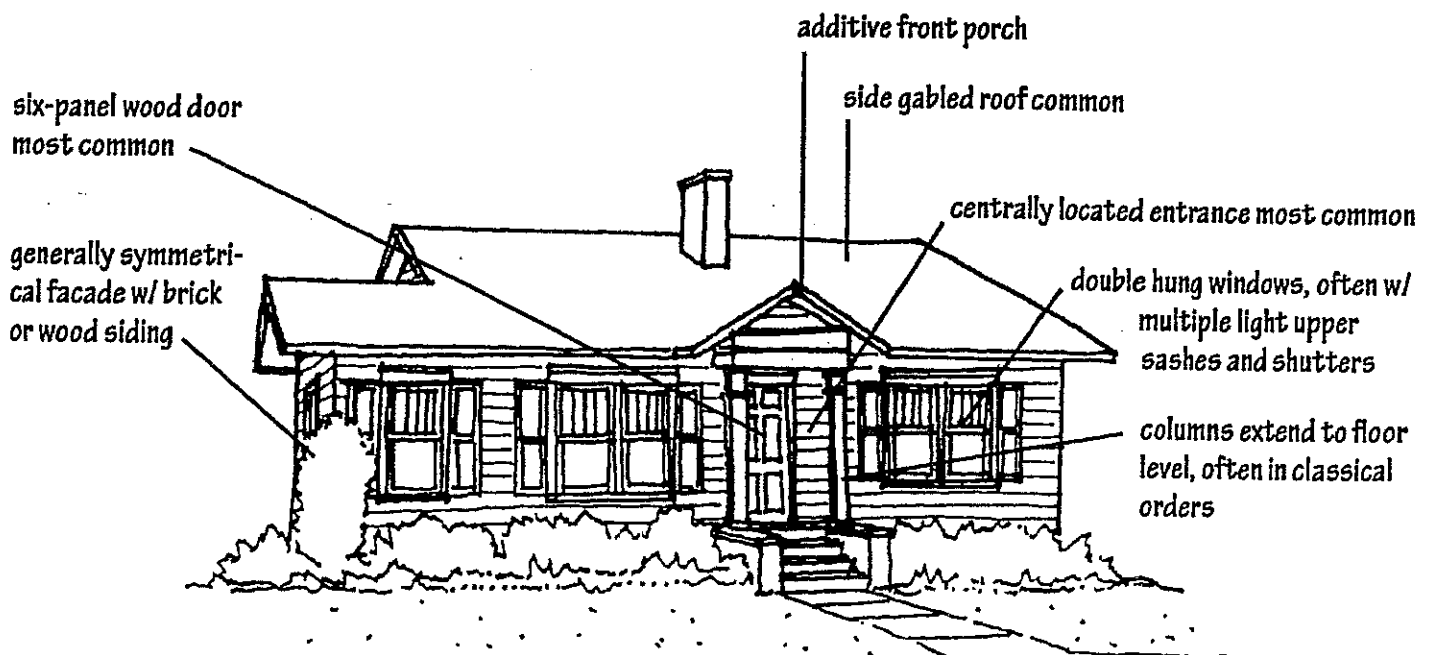 additive front porch
side gabled roof common
six-panel wood door
most common
centrally located entrance most common
generally symmetri-
cal facade w/ brick
or wood siding
double hung windows, often w/
multiple light upper
sashes and shutters
columns extend to floor
level, often in classical
orders